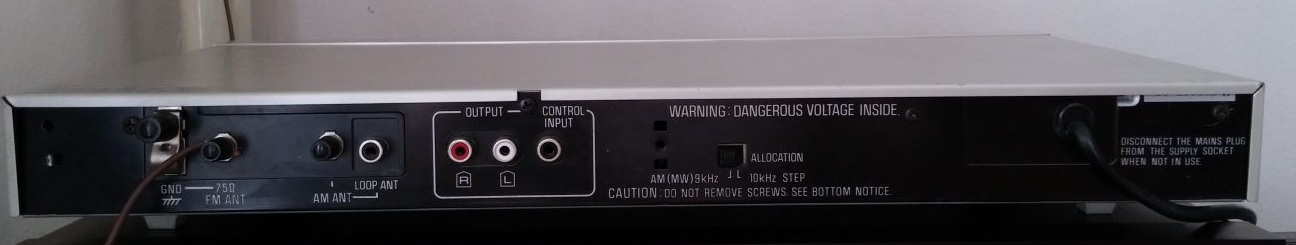 OUTPUT
CONTROL
INPUT
R
L
GND
75Ω
FM ANT
AM ANT
LOOP ANT
WARNING: DANGEROUS VOLTAGE INSIDE.
ALLOCATION
AM(MW)9kHz
10kHz STEP
CAUTION: DO NOT REMOVE SCREWS. SEE BOTTOM NOTICE.
DISCONNECT THE MAINS PLUG
FROM THE SUPPLY SOCKET
WHEN NOT IN USE